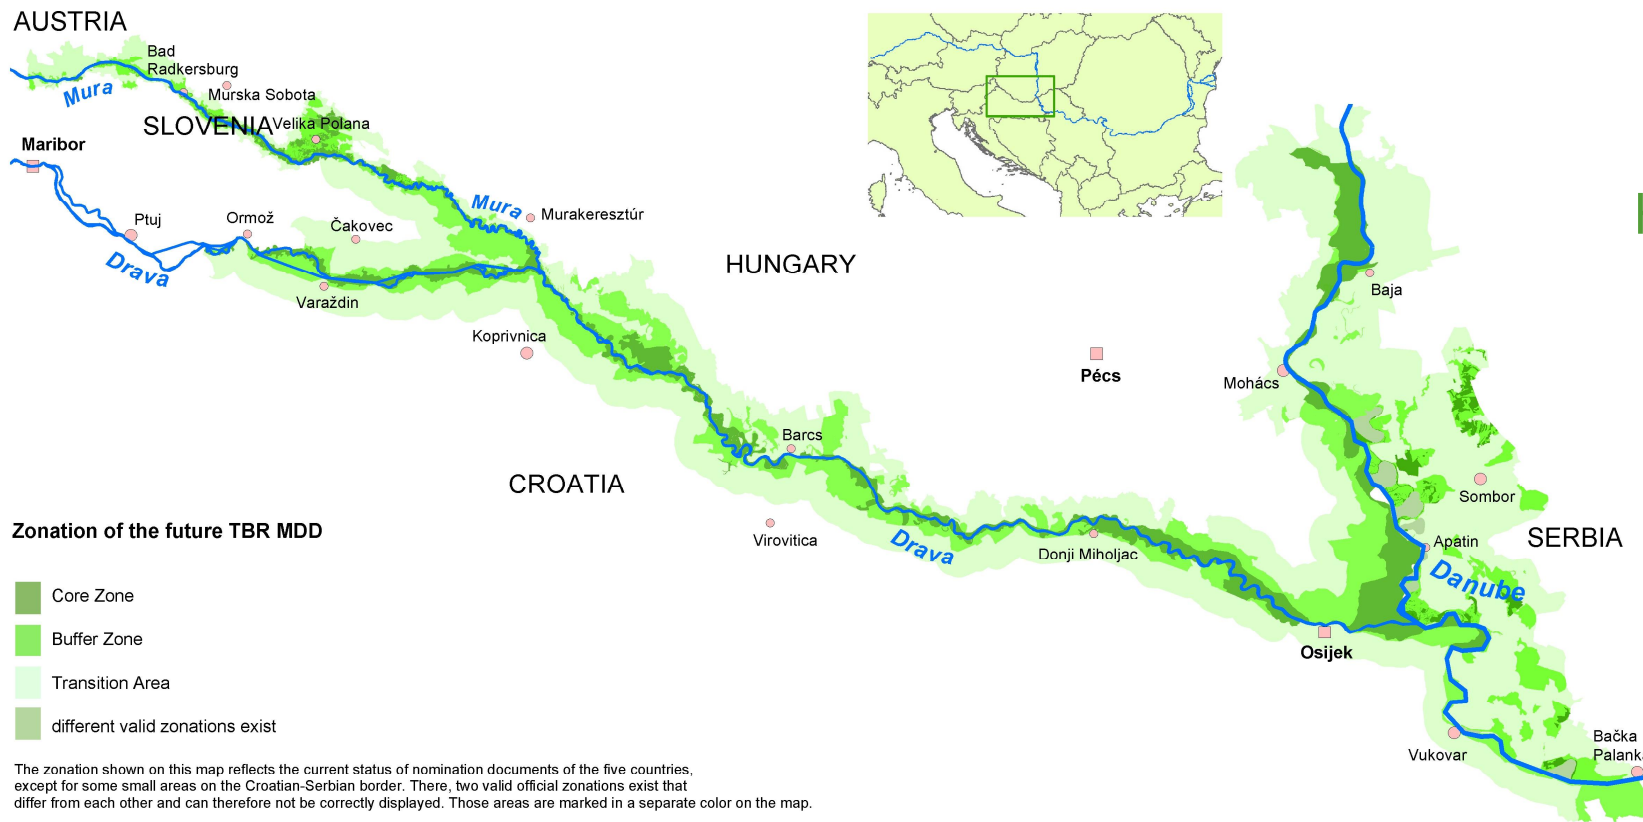 AUSTRIA
Bad
Radkersburg
Mura
Murska Sobota
SLOVENIA
Velika Polana
Maribor
Mura
Murakeresztúr
Ptuj
Ormož
Čakovec
Drava
HUNGARY
Varaždin
Baja
Koprivnica
Pécs
Mohács
Barcs
CROATIA
Sombor
Zonation of the future TBR MDD
Virovitica
Drava
Donji Miholjac
Apatin
SERBIA
Danube
Core Zone
Buffer Zone
Osijek
Transition Area
different valid zonations exist
Vukovar
Bačka
Palank
The zonation shown on this map reflects the current status of nomination documents of the five countries,
except for some small areas on the Croatian-Serbian border. There, two valid official zonations exist that
differ from each other and can therefore not be correctly displayed. Those areas are marked in a separate color on the map.